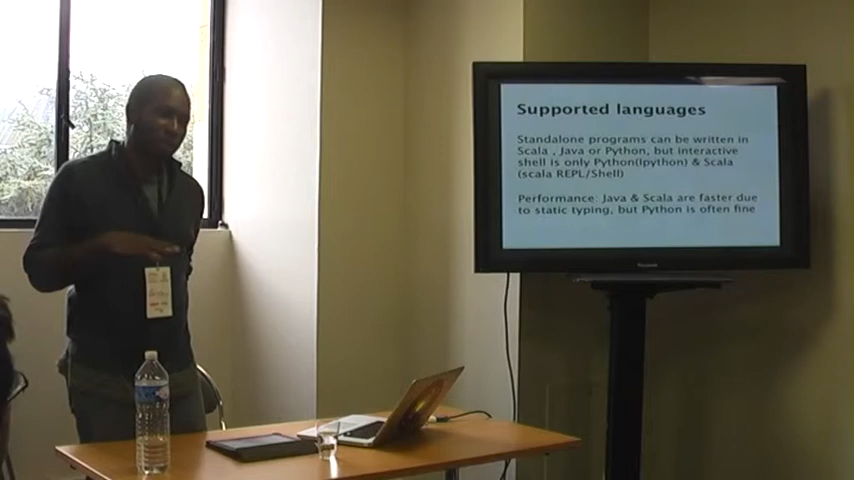 Supported languages
Standalone programs can be written in
Scala , Java or Python, but interactive
shell is only Python(Ipython) & Scala
(scala REPL/Shell)
Performance: Java & Scala are faster due
to static typing, but Python is often fine